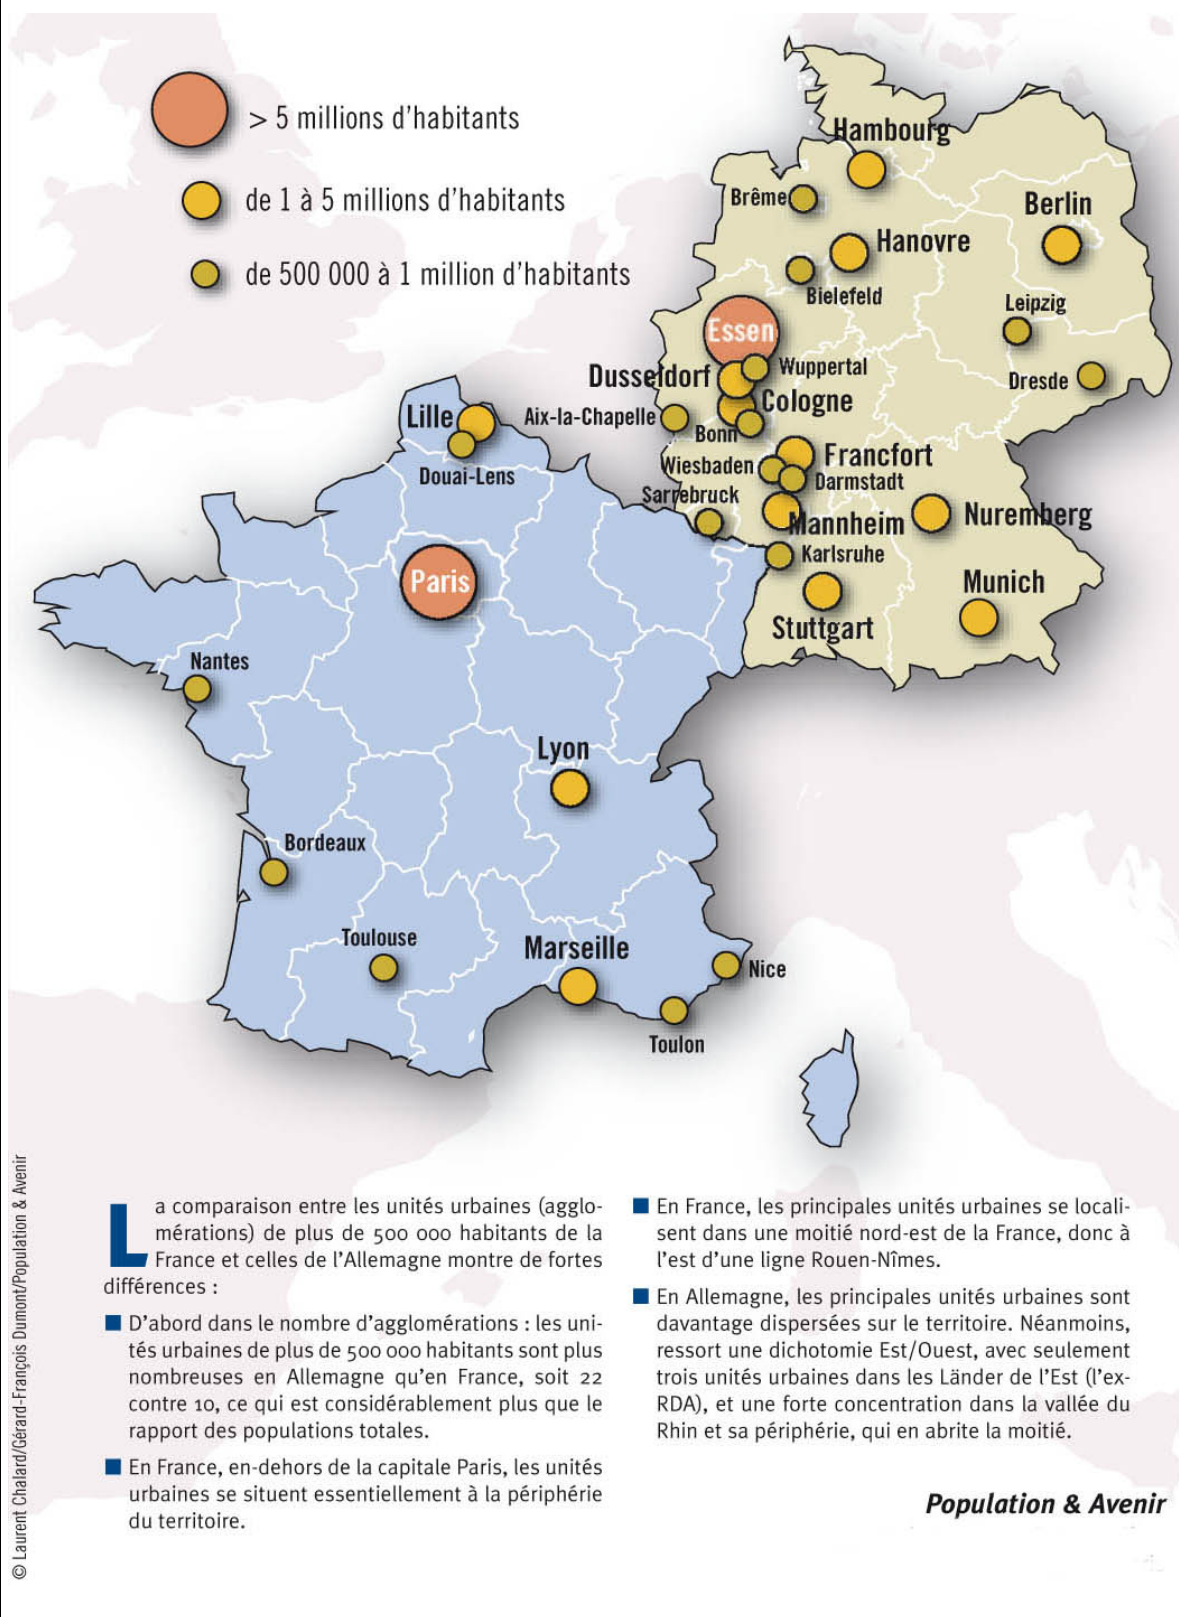 > 5 millions d'habitants
de 1 à 5 millions d'habitants
de 500 000 à 1 million d'habitants
Hambourg
Brême
Berlin
Hanovre
Bielefeld
Leipzig
Essen
Wuppertal
Dusseldorf
Dresde
Cologne
Lille
Aix-la-Chapelle
Bonn
Francfort
Wiesbaden
Douai-Lens
Darmstadt
Sarrebruck
Mannheim
Nuremberg
Karlsruhe
Paris
Munich
Stuttgart
Nantes
Lyon
Bordeaux
Toulouse
Marseille
Nice
Toulon
La comparaison entre les unités urbaines (agglo-
mérations) de plus de 500 000 habitants de la
France et celles de l'Allemagne montre de fortes
différences :
■ D'abord dans le nombre d'agglomérations : les uni-
tés urbaines de plus de 500 000 habitants sont plus
nombreuses en Allemagne qu'en France, soit 22
contre 10, ce qui est considérablement plus que le
rapport des populations totales.
■ En France, en-dehors de la capitale Paris, les unités
urbaines se situent essentiellement à la périphérie
du territoire.
■ En France, les principales unités urbaines se locali-
sent dans une moitié nord-est de la France, donc à
l'est d'une ligne Rouen-Nîmes.
■ En Allemagne, les principales unités urbaines sont
davantage dispersées sur le territoire. Néanmoins,
ressort une dichotomie Est/Ouest, avec seulement
trois unités urbaines dans les Länder de l'Est (l'ex-
RDA), et une forte concentration dans la vallée du
Rhin et sa périphérie, qui en abrite la moitié.
Population & Avenir
© Laurent Chalard/Gérard-François Dumont/Population & Avenir